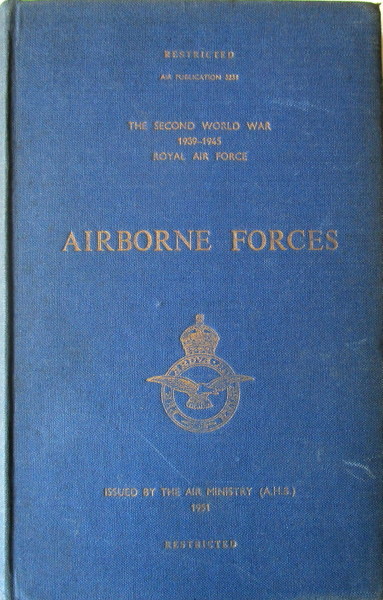 RESTRICTED
AIR PUBLICATION 3231
THE SECOND WORLD WAR
1939–1945
ROYAL AIR FORCE
AIRBORNE FORCES
ISSUED BY THE AIR MINISTRY (A.H.B.)
1951
RESTRICTED